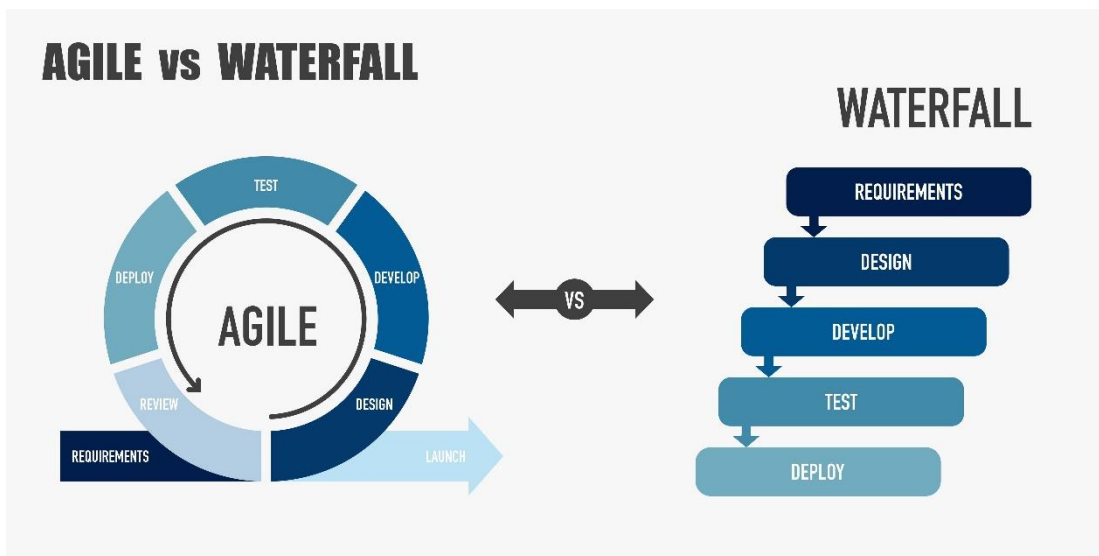 AGILE vs WATERFALL
TEST
DEPLOY
DEVELOP
AGILE
REVIEW
DESIGN
REQUIREMENTS
LAUNCH
VS
WATERFALL
REQUIREMENTS
DESIGN
DEVELOP
TEST
DEPLOY